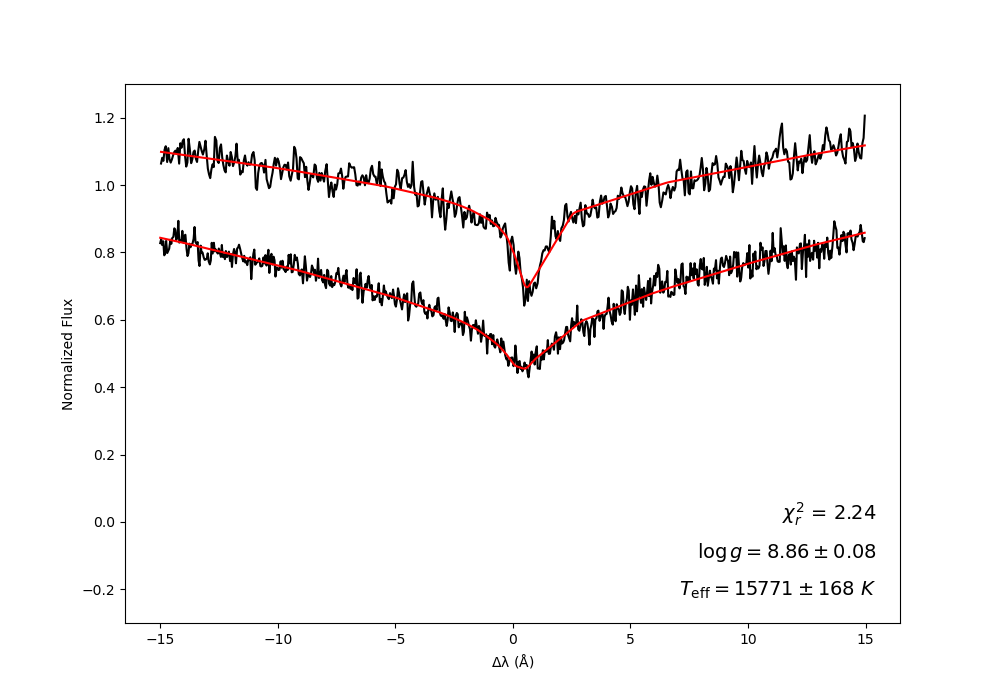 1.2
1.0
0.8
0.6
0.4
0.2
0.0
−0.2
Normalized Flux
χ²ᵣ = 2.24
log g = 8.86 ± 0.08
T_eff = 15771 ± 168 K
−15 −10 −5 0 5 10 15
Δλ (Å)